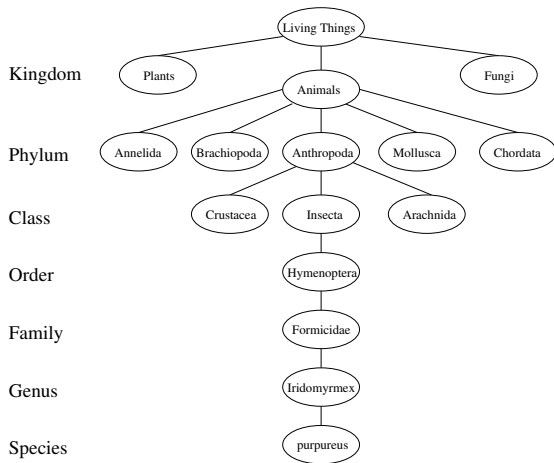 Living Things
Kingdom Plants Fungi
Animals
Phylum Annelida Brachiopoda Anthropoda Mollusca Chordata
Class Crustacea Insecta Arachnida
Order Hymenoptera
Family Formicidae
Genus Iridomyrmex
Species purpureus